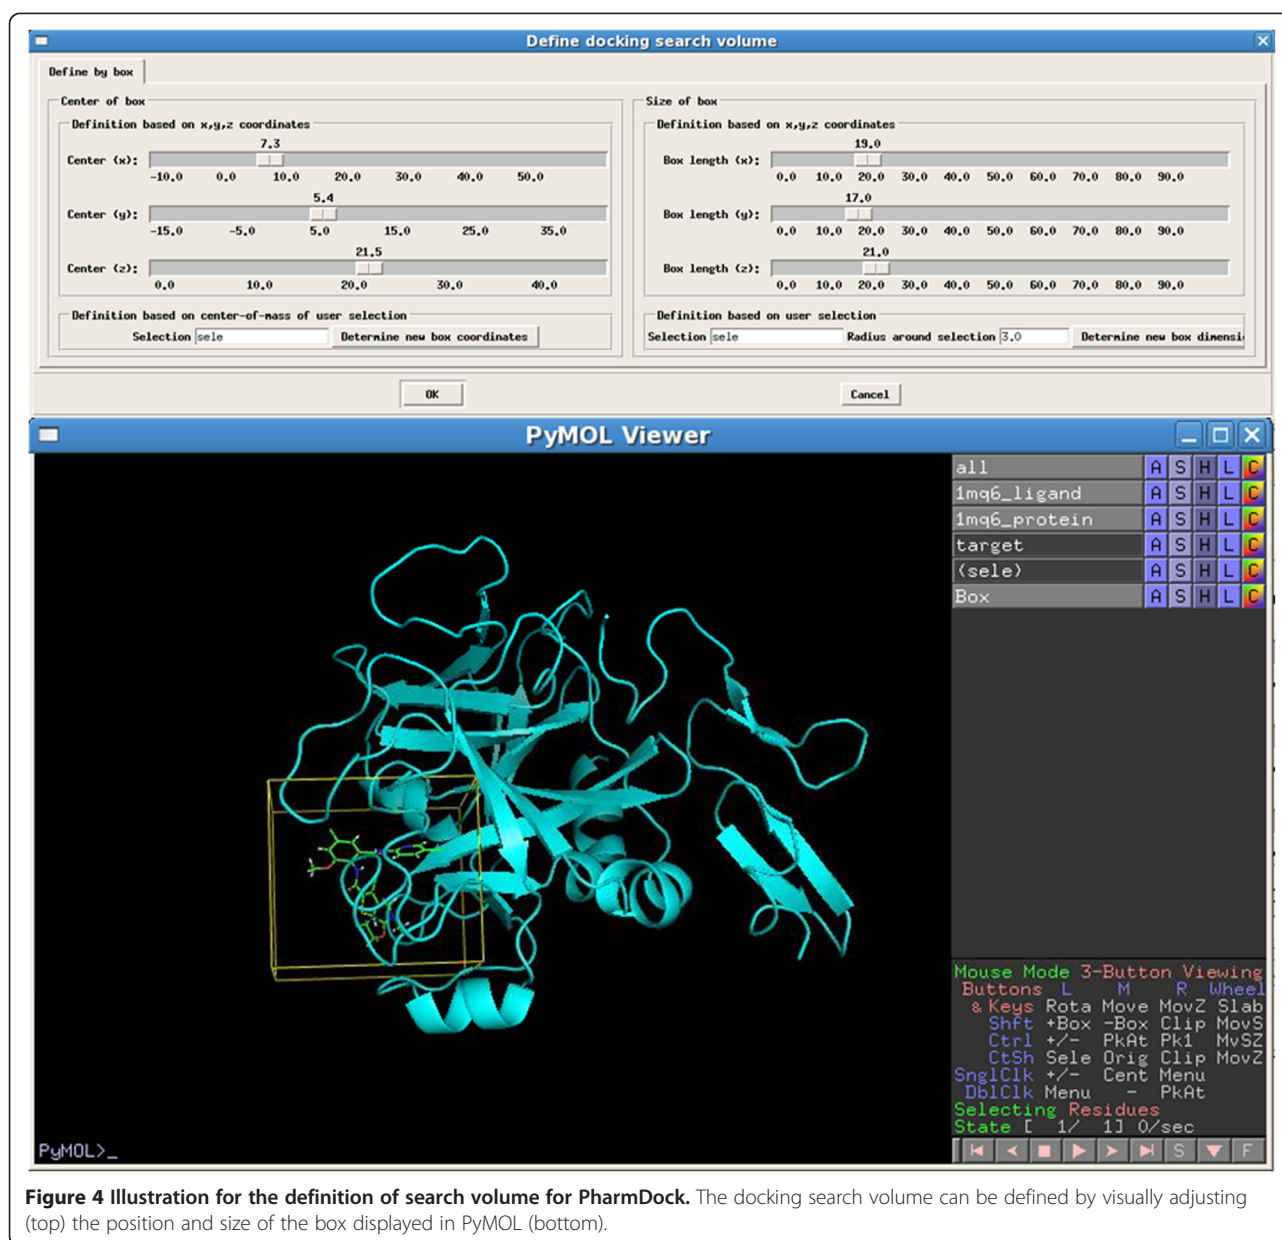 Define docking search volume
Define by box
Center of box
Definition based on x,y,z coordinates
7.3
Center (x):
-10.0 0.0 10.0 20.0 30.0 40.0 50.0
5.4
Center (y):
-15.0 -5.0 5.0 15.0 25.0 35.0
21.5
Center (z):
0.0 10.0 20.0 30.0 40.0
Definition based on center-of-mass of user selection
Selection sele Determine new box coordinates
Size of box
Definition based on x,y,z coordinates
19.0
Box length (x):
0.0 10.0 20.0 30.0 40.0 50.0 60.0 70.0 80.0 90.0
17.0
Box length (y):
0.0 10.0 20.0 30.0 40.0 50.0 60.0 70.0 80.0 90.0
21.0
Box length (z):
0.0 10.0 20.0 30.0 40.0 50.0 60.0 70.0 80.0 90.0
Definition based on user selection
Selection sele Radius around selection 3.0 Determine new box dimensi
OK Cancel
PyMOL Viewer
all A S H L C
1mq6_ligand A S H L C
1mq6_protein A S H L C
target A S H L C
(sele) A S H L C
Box A S H L C
Mouse Mode 3-Button Viewing
Buttons L M R Wheel
& Keys Rota Move MovZ Slab
Shft +Box -Box Clip MovS
Ctrl +/- PkAt Pk1 MvSZ
CtSh Sele Orig Clip MovZ
SnglClk +/- Cent Menu
DblClk Menu - PkAt
Selecting Residues
State [ 1/ 1] 0/sec
S F
PyMOL>_
Figure 4 Illustration for the definition of search volume for PharmDock. The docking search volume can be defined by visually adjusting
(top) the position and size of the box displayed in PyMOL (bottom).